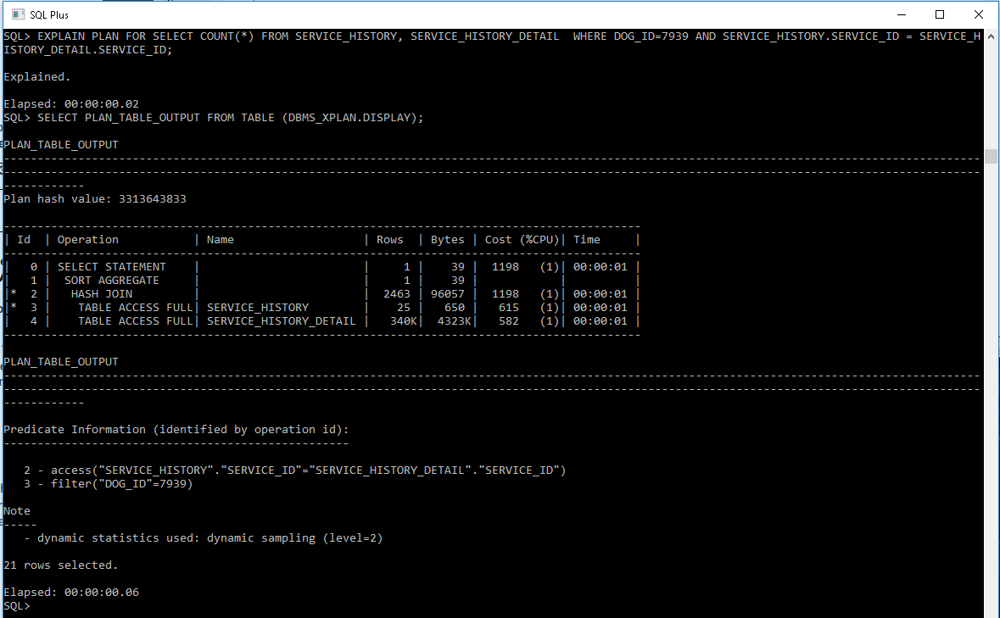 SQL Plus
SQL> EXPLAIN PLAN FOR SELECT COUNT(*) FROM SERVICE_HISTORY, SERVICE_HISTORY_DETAIL  WHERE DOG_ID=7939 AND SERVICE_HISTORY.SERVICE_ID = SERVICE_H
ISTORY_DETAIL.SERVICE_ID;
Explained.
Elapsed: 00:00:00.02
SQL> SELECT PLAN_TABLE_OUTPUT FROM TABLE (DBMS_XPLAN.DISPLAY);
PLAN_TABLE_OUTPUT
------------------------------------------------------------------------------------------------------------------------------------------------
------------------------------------------------------------------------------------------------------------------------------------------------
------------
Plan hash value: 3313643833
----------------------------------------------------------------------------------------------
| Id  | Operation           | Name                   | Rows  | Bytes | Cost (%CPU)| Time     |
----------------------------------------------------------------------------------------------
|   0 | SELECT STATEMENT    |                        |     1 |    39 |  1198   (1)| 00:00:01 |
|   1 |  SORT AGGREGATE     |                        |     1 |    39 |            |          |
|*  2 |   HASH JOIN         |                        |  2463 | 96057 |  1198   (1)| 00:00:01 |
|*  3 |    TABLE ACCESS FULL| SERVICE_HISTORY        |    25 |   650 |   615   (1)| 00:00:01 |
|   4 |    TABLE ACCESS FULL| SERVICE_HISTORY_DETAIL |   340K|  4323K|   582   (1)| 00:00:01 |
----------------------------------------------------------------------------------------------
PLAN_TABLE_OUTPUT
------------------------------------------------------------------------------------------------------------------------------------------------
------------------------------------------------------------------------------------------------------------------------------------------------
------------
Predicate Information (identified by operation id):
---------------------------------------------------
   2 - access("SERVICE_HISTORY"."SERVICE_ID"="SERVICE_HISTORY_DETAIL"."SERVICE_ID")
   3 - filter("DOG_ID"=7939)
Note
-----
   - dynamic statistics used: dynamic sampling (level=2)
21 rows selected.
Elapsed: 00:00:00.06
SQL>